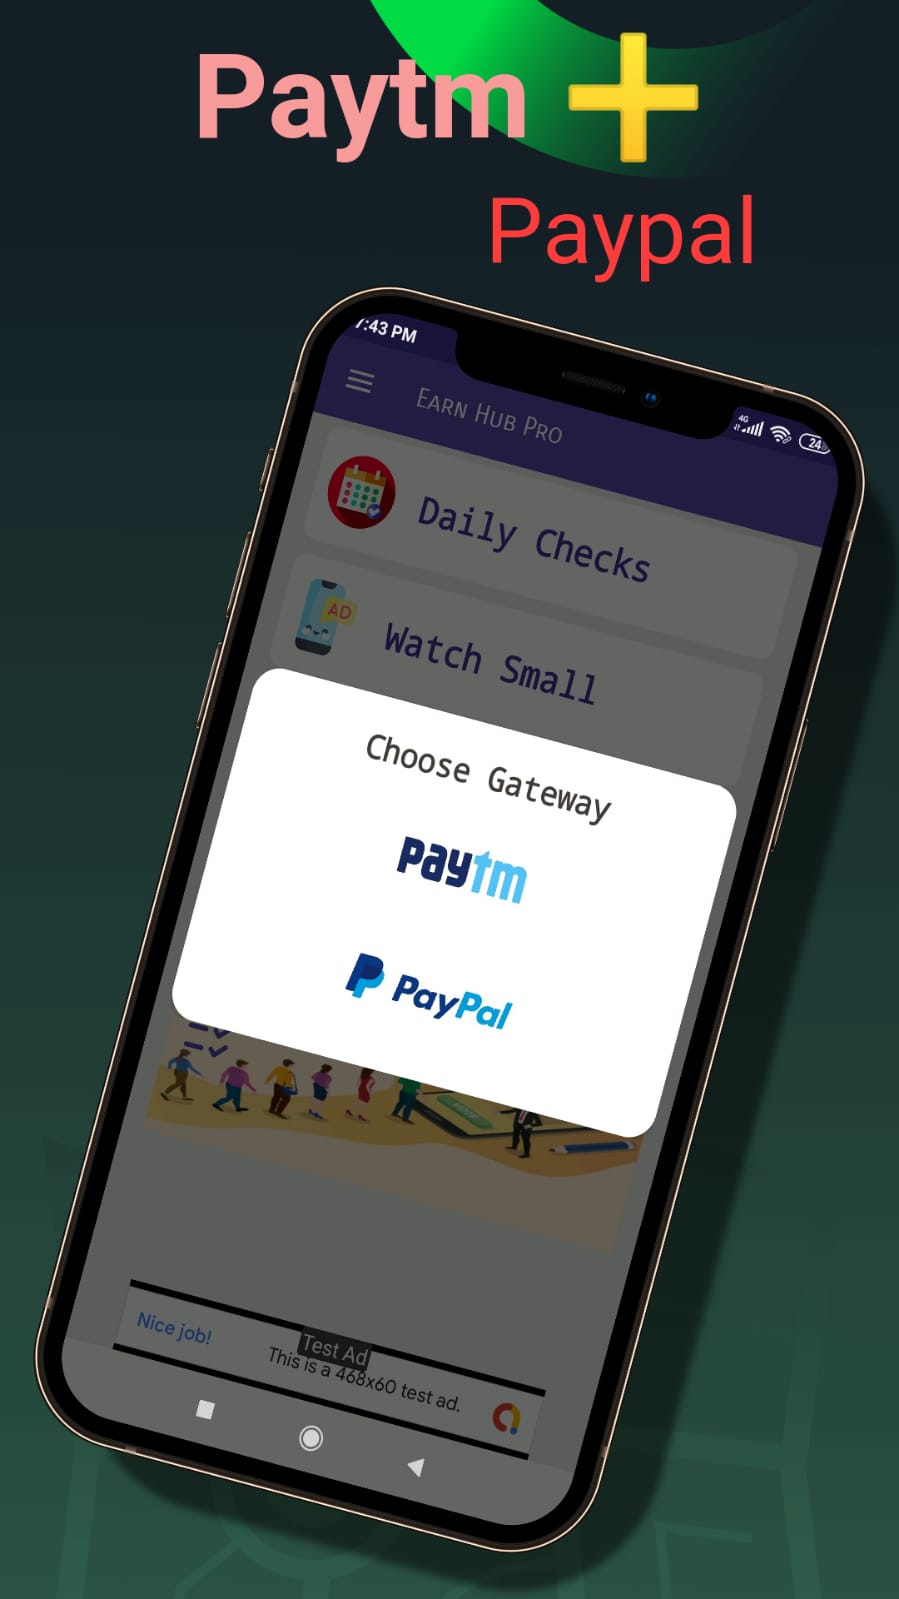 Paytm
Paypal
7:43 PM
4G
24
Earn Hub Pro
Daily Checks
AD
Watch Small
Choose Gateway
paytm
PayPal
Nice job!
Test Ad
This is a 468x60 test ad.